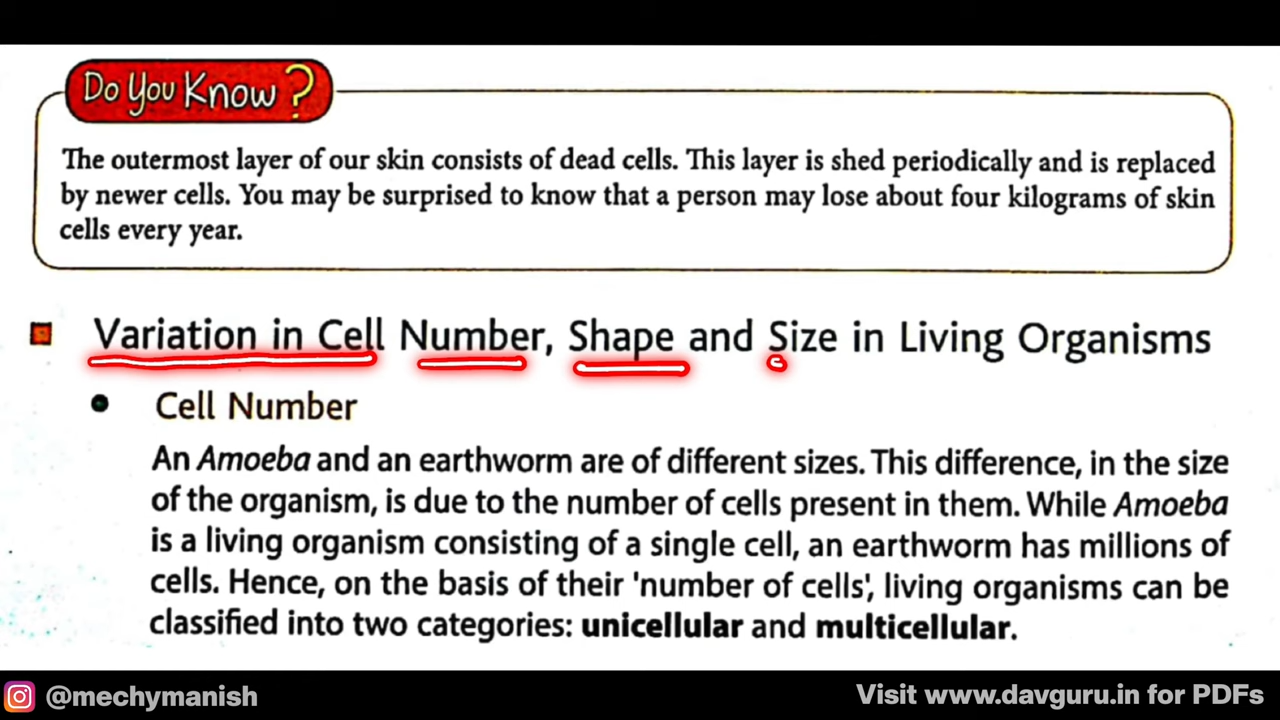 Do You Know?
The outermost layer of our skin consists of dead cells. This layer is shed periodically and is replaced
by newer cells. You may be surprised to know that a person may lose about four kilograms of skin
cells every year.
Variation in Cell Number, Shape and Size in Living Organisms
Cell Number
An Amoeba and an earthworm are of different sizes. This difference, in the size
of the organism, is due to the number of cells present in them. While Amoeba
is a living organism consisting of a single cell, an earthworm has millions of
cells. Hence, on the basis of their 'number of cells', living organisms can be
classified into two categories: unicellular and multicellular.
@mechymanish
Visit www.davguru.in for PDFs